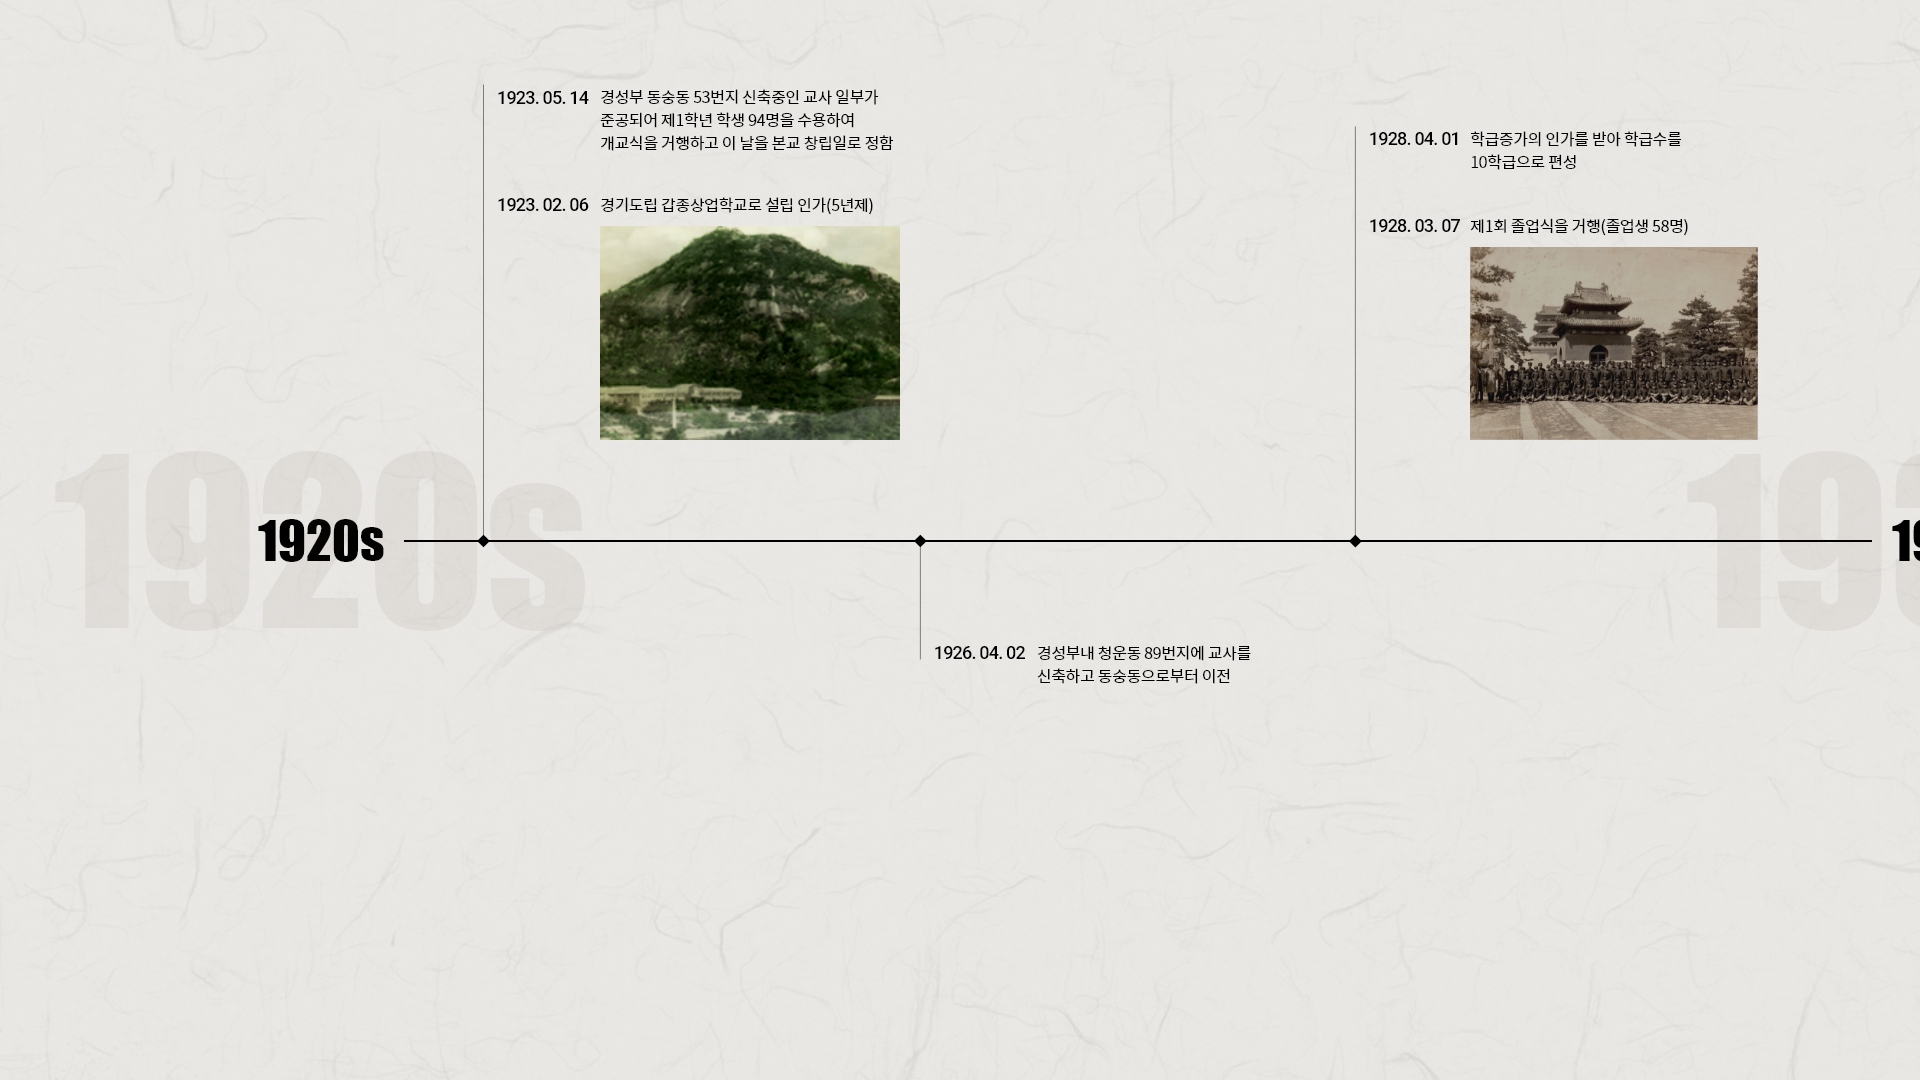 1923. 05. 14 경성부 동숭동 53번지 신축중인 교사 일부가
준공되어 제1학년 학생 94명을 수용하여
개교식을 거행하고 이 날을 본교 창립일로 정함
1923. 02. 06 경기도립 갑종상업학교로 설립 인가(5년제)
1928. 04. 01 학급증가의 인가를 받아 학급수를
10학급으로 편성
1928. 03. 07 제1회 졸업식을 거행(졸업생 58명)
1920s
1920s
1926. 04. 02 경성부내 청운동 89번지에 교사를
신축하고 동숭동으로부터 이전